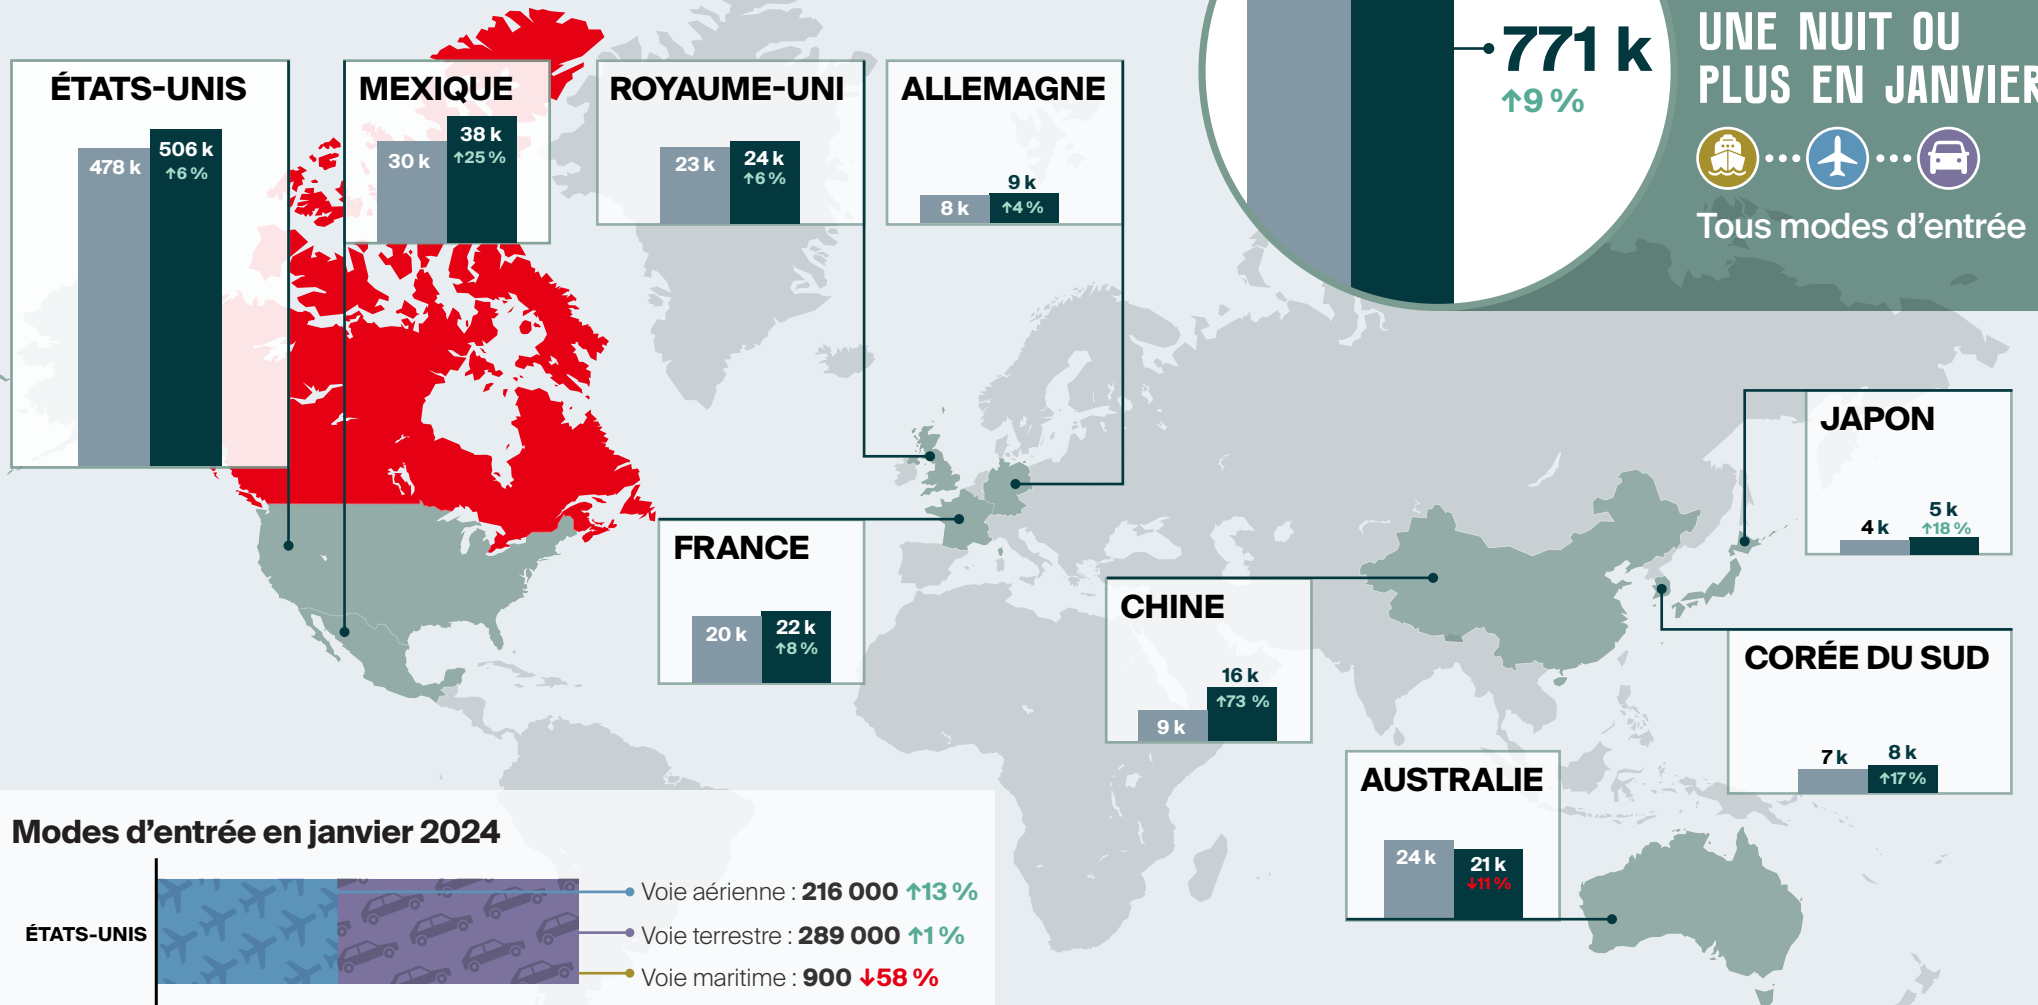 771 k
↑9 %
UNE NUIT OU
PLUS EN JANVIER
Tous modes d'entrée
ÉTATS-UNIS
478 k
506 k
↑6 %
MEXIQUE
30 k
38 k
↑25 %
ROYAUME-UNI
23 k
24 k
↑6 %
ALLEMAGNE
8 k
9 k
↑4 %
JAPON
4 k
5 k
↑18 %
FRANCE
20 k
22 k
↑8 %
CHINE
9 k
16 k
↑73 %
CORÉE DU SUD
7 k
8 k
↑17 %
AUSTRALIE
24 k
21 k
↓11 %
Modes d'entrée en janvier 2024
ÉTATS-UNIS
Voie aérienne : 216 000 ↑13 %
Voie terrestre : 289 000 ↑1 %
Voie maritime : 900 ↓58 %